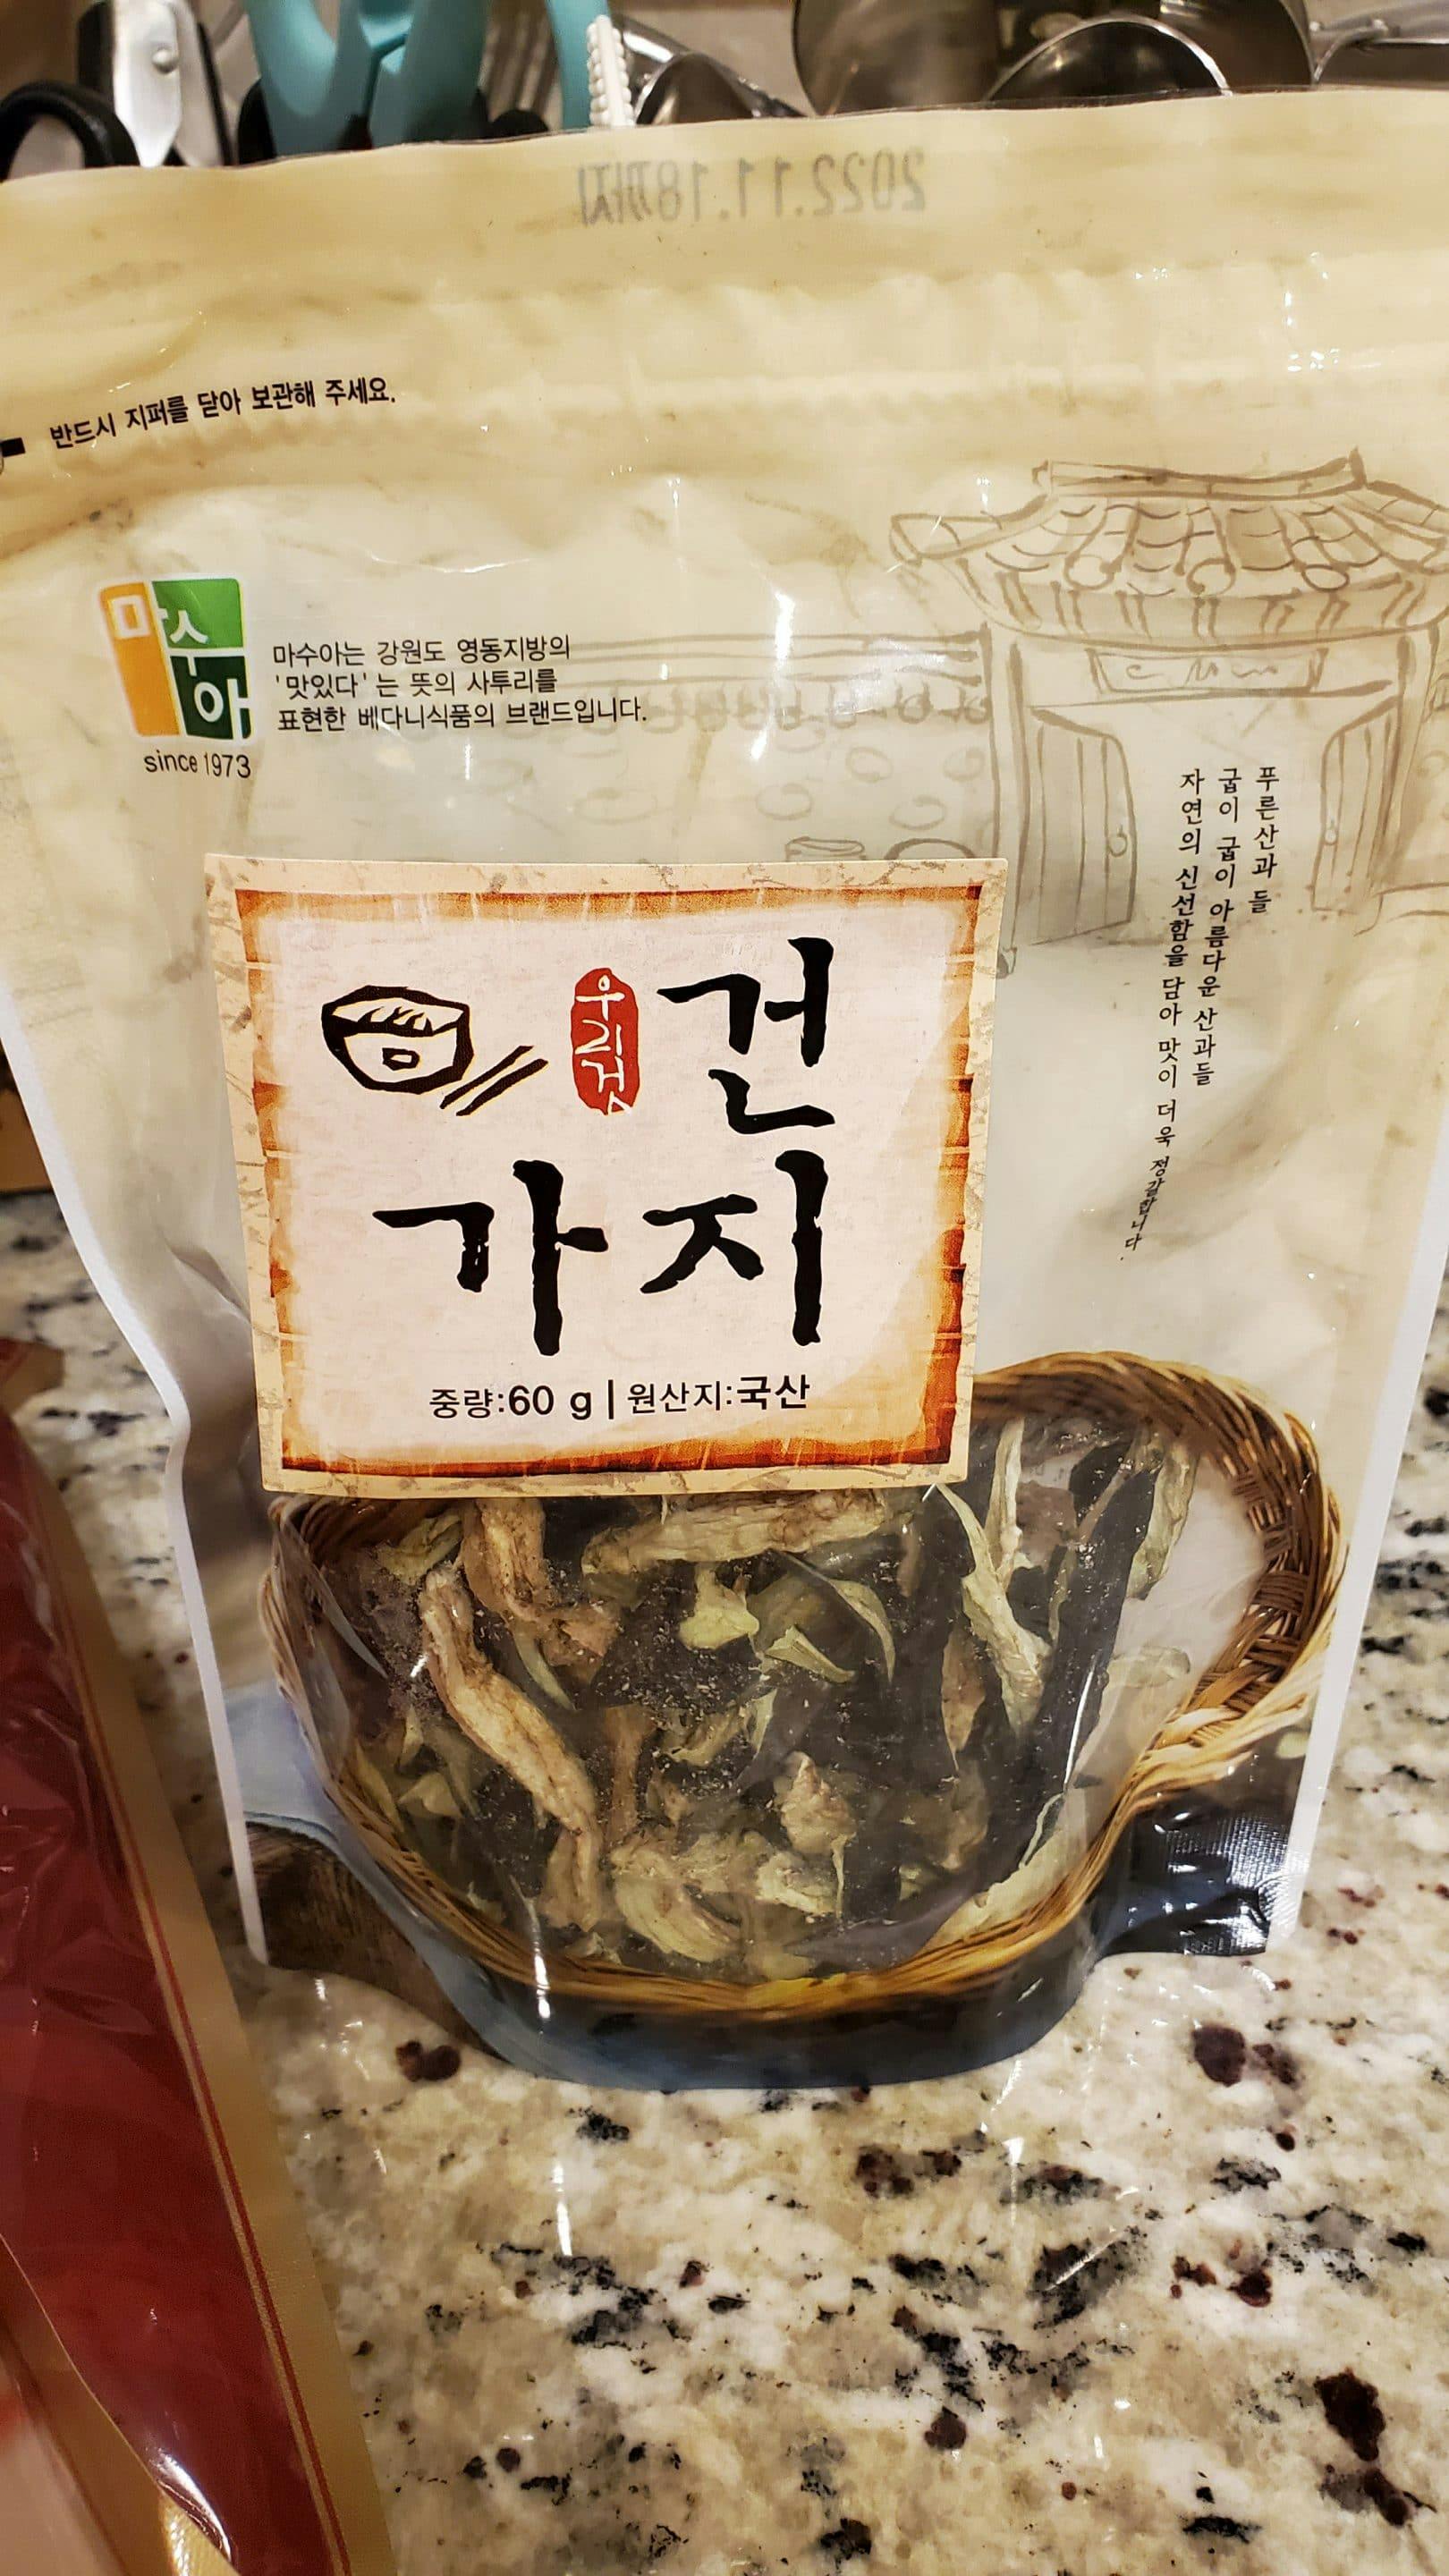 2022.11.18까지
반드시 지퍼를 닫아 보관해 주세요.
마수아
since 1973
마수아는 강원도 영동지방의
'맛있다'는 뜻의 사투리를
표현한 베다니식품의 브랜드입니다.
푸른산과 들
굽이 굽이 아름다운 산과들
자연의 신선함을 담아 맛이 더욱 정갈합니다.
우리것
건
가지
중량:60 g | 원산지:국산